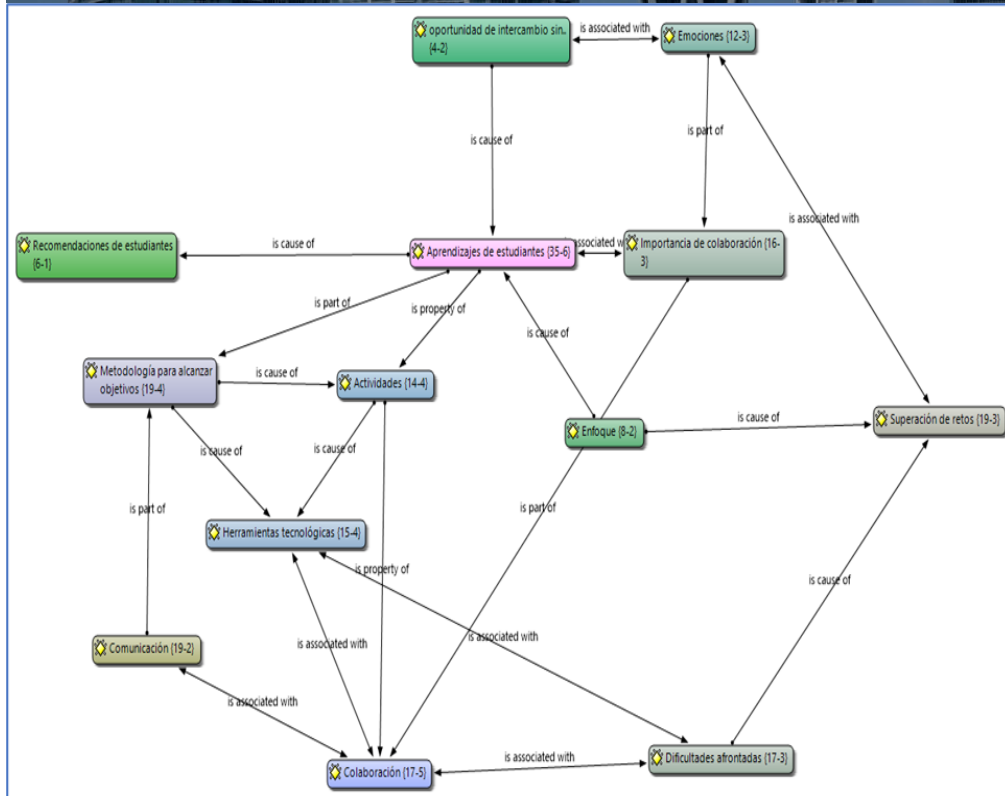 oportunidad de intercambio sin..
{4-2}
is associated with
Emociones {12-3}
is cause of
is part of
is associated with
Recomendaciones de estudiantes
{6-1}
is cause of
Aprendizajes de estudiantes {35-6}
associated
Importancia de colaboración {16-
3}
is part of
is property of
is cause of
Metodología para alcanzar
objetivos {19-4}
is cause of
Actividades {14-4}
Enfoque {8-2}
is cause of
Superación de retos {19-3}
is cause of
is cause of
is part of
is part of
Herramientas tecnológicas {15-4}
is property of
is cause of
Comunicación {19-2}
is associated with
is associated with
is associated with
Colaboración {17-5}
is associated with
Dificultades afrontadas {17-3}